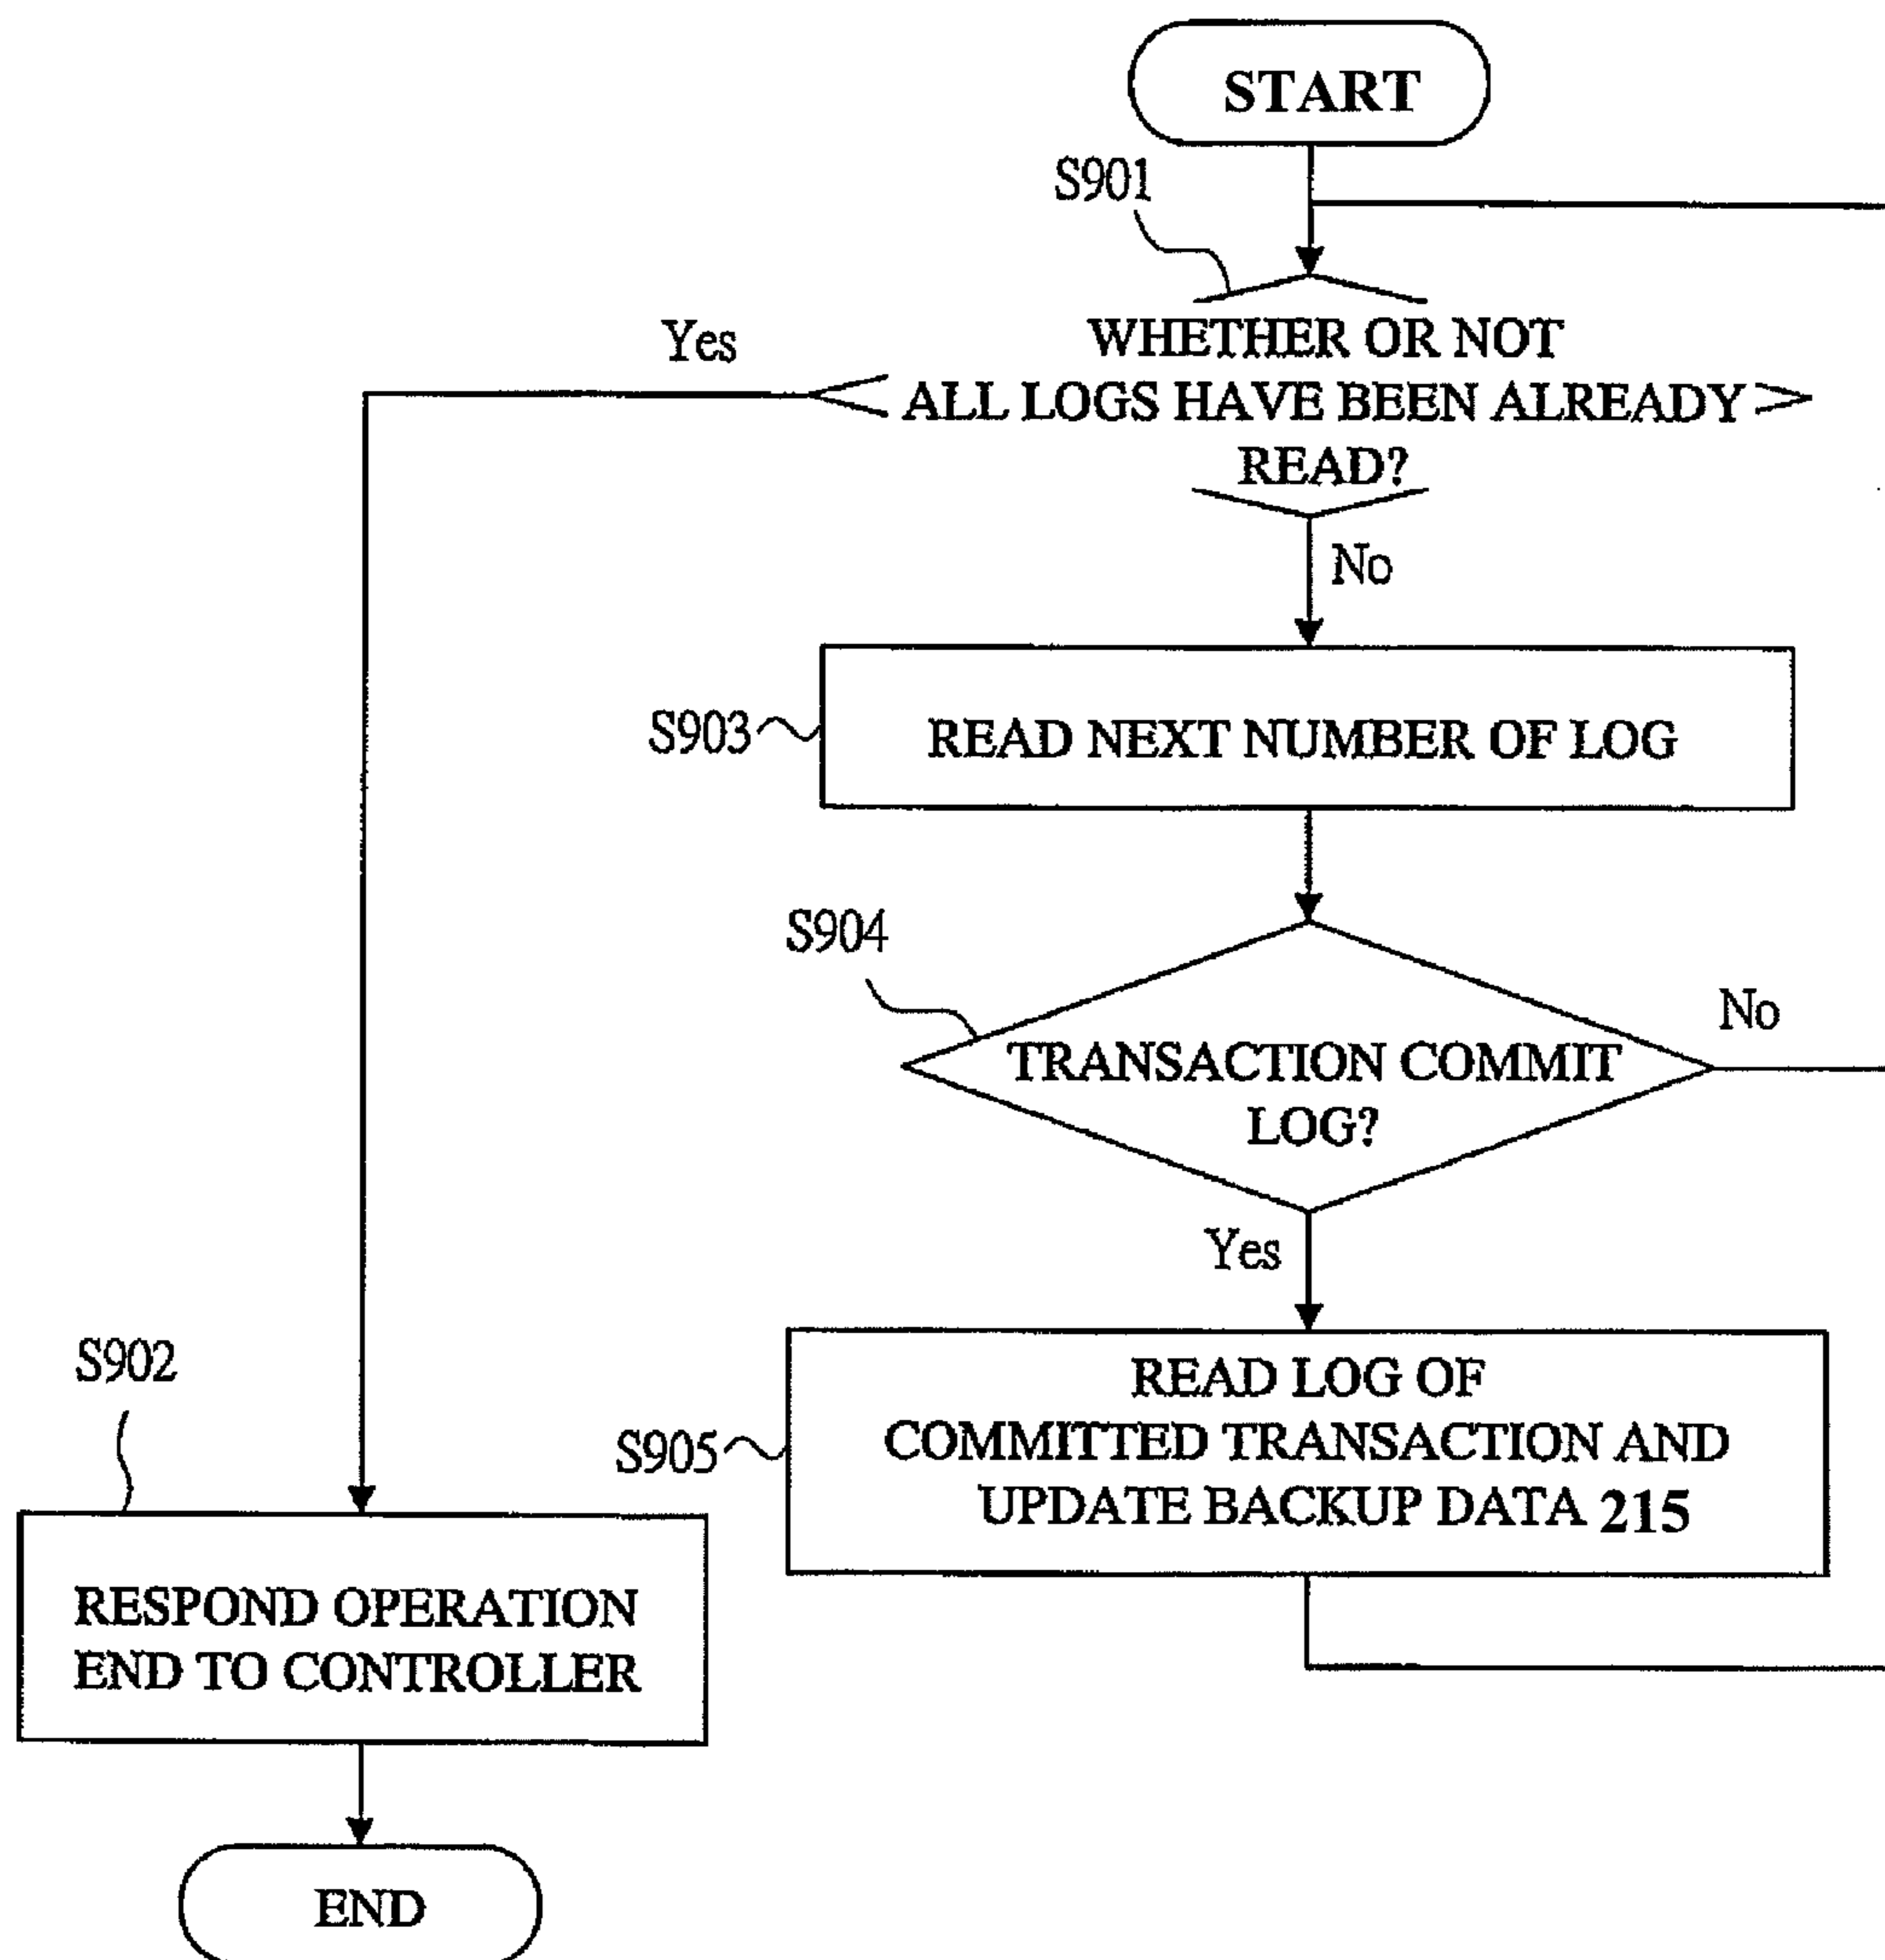 START
S901
WHETHER OR NOT
ALL LOGS HAVE BEEN ALREADY
READ?
Yes
No
S903
READ NEXT NUMBER OF LOG
S904
TRANSACTION COMMIT
LOG?
No
Yes
S905
READ LOG OF
COMMITTED TRANSACTION AND
UPDATE BACKUP DATA 215
S902
RESPOND OPERATION
END TO CONTROLLER
END